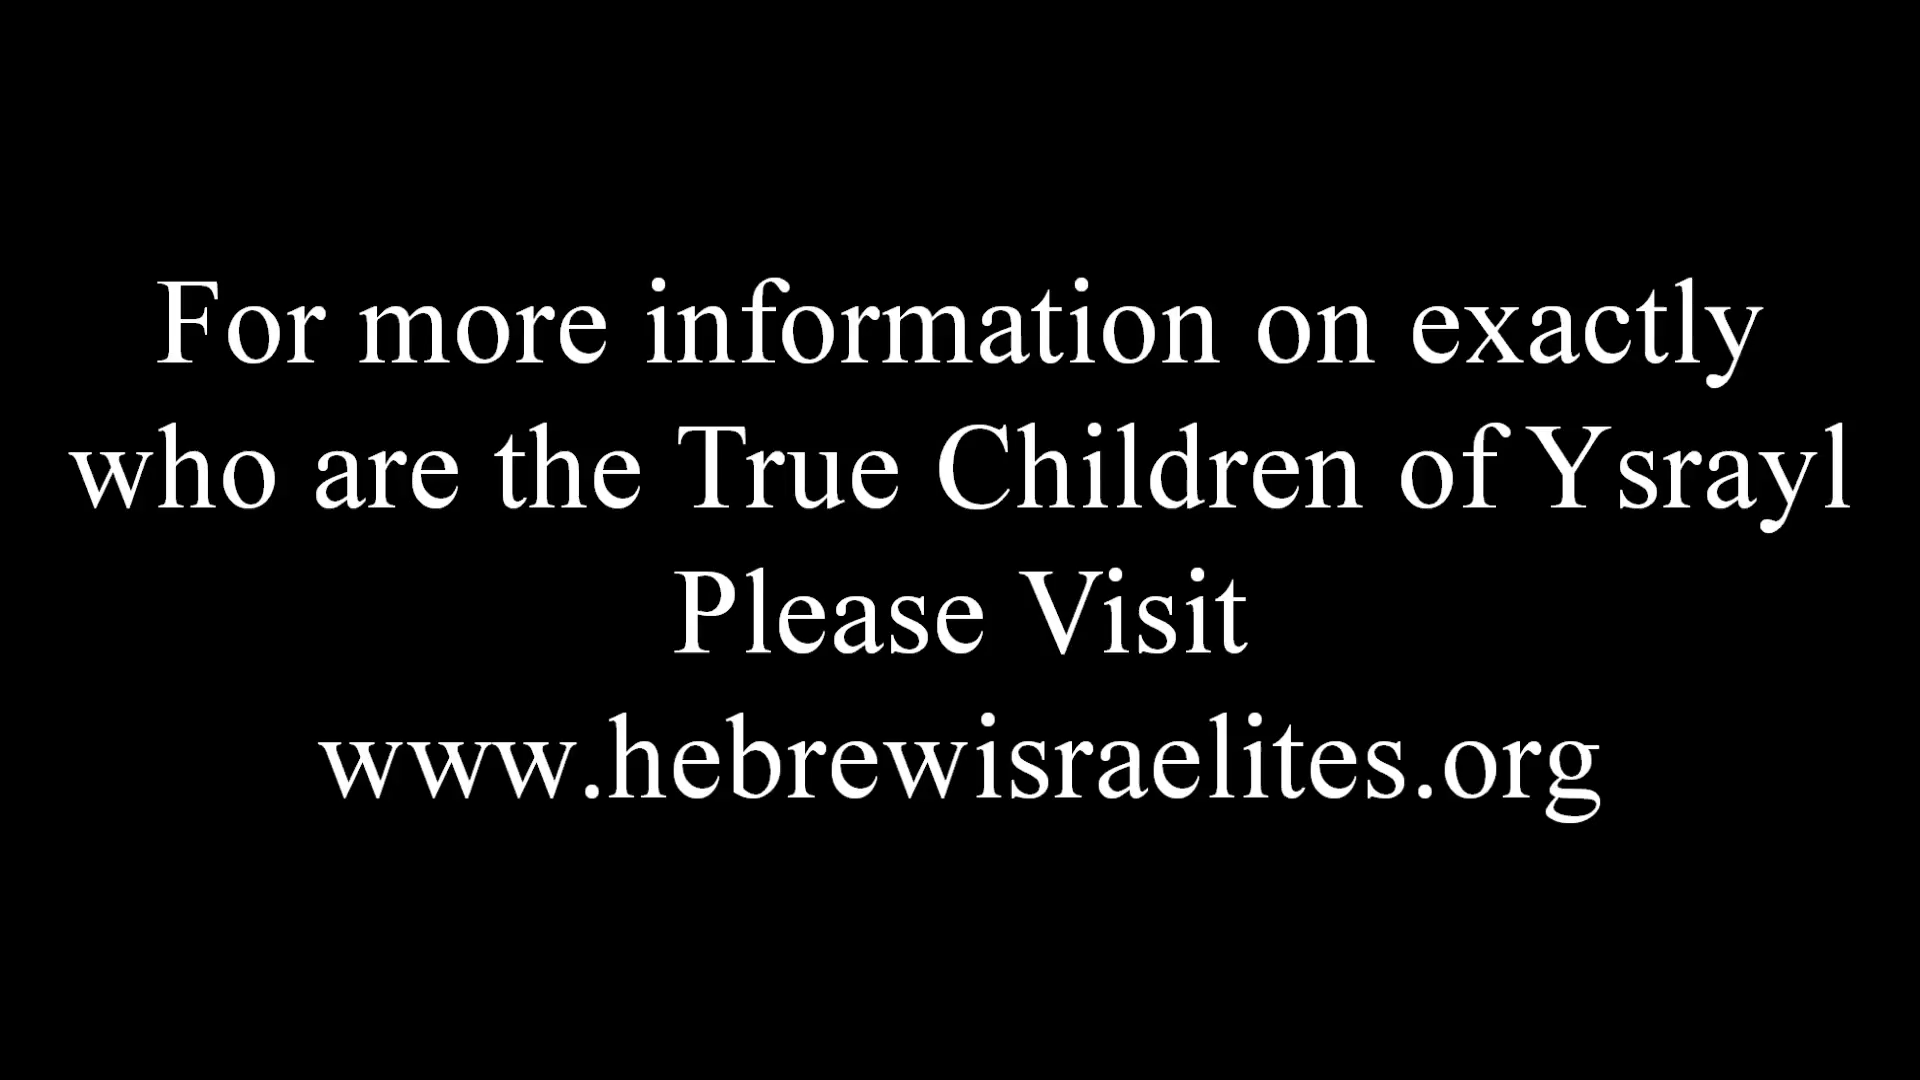 For more information on exactly
who are the True Children of Ysrayl
Please Visit
www.hebrewisraelites.org